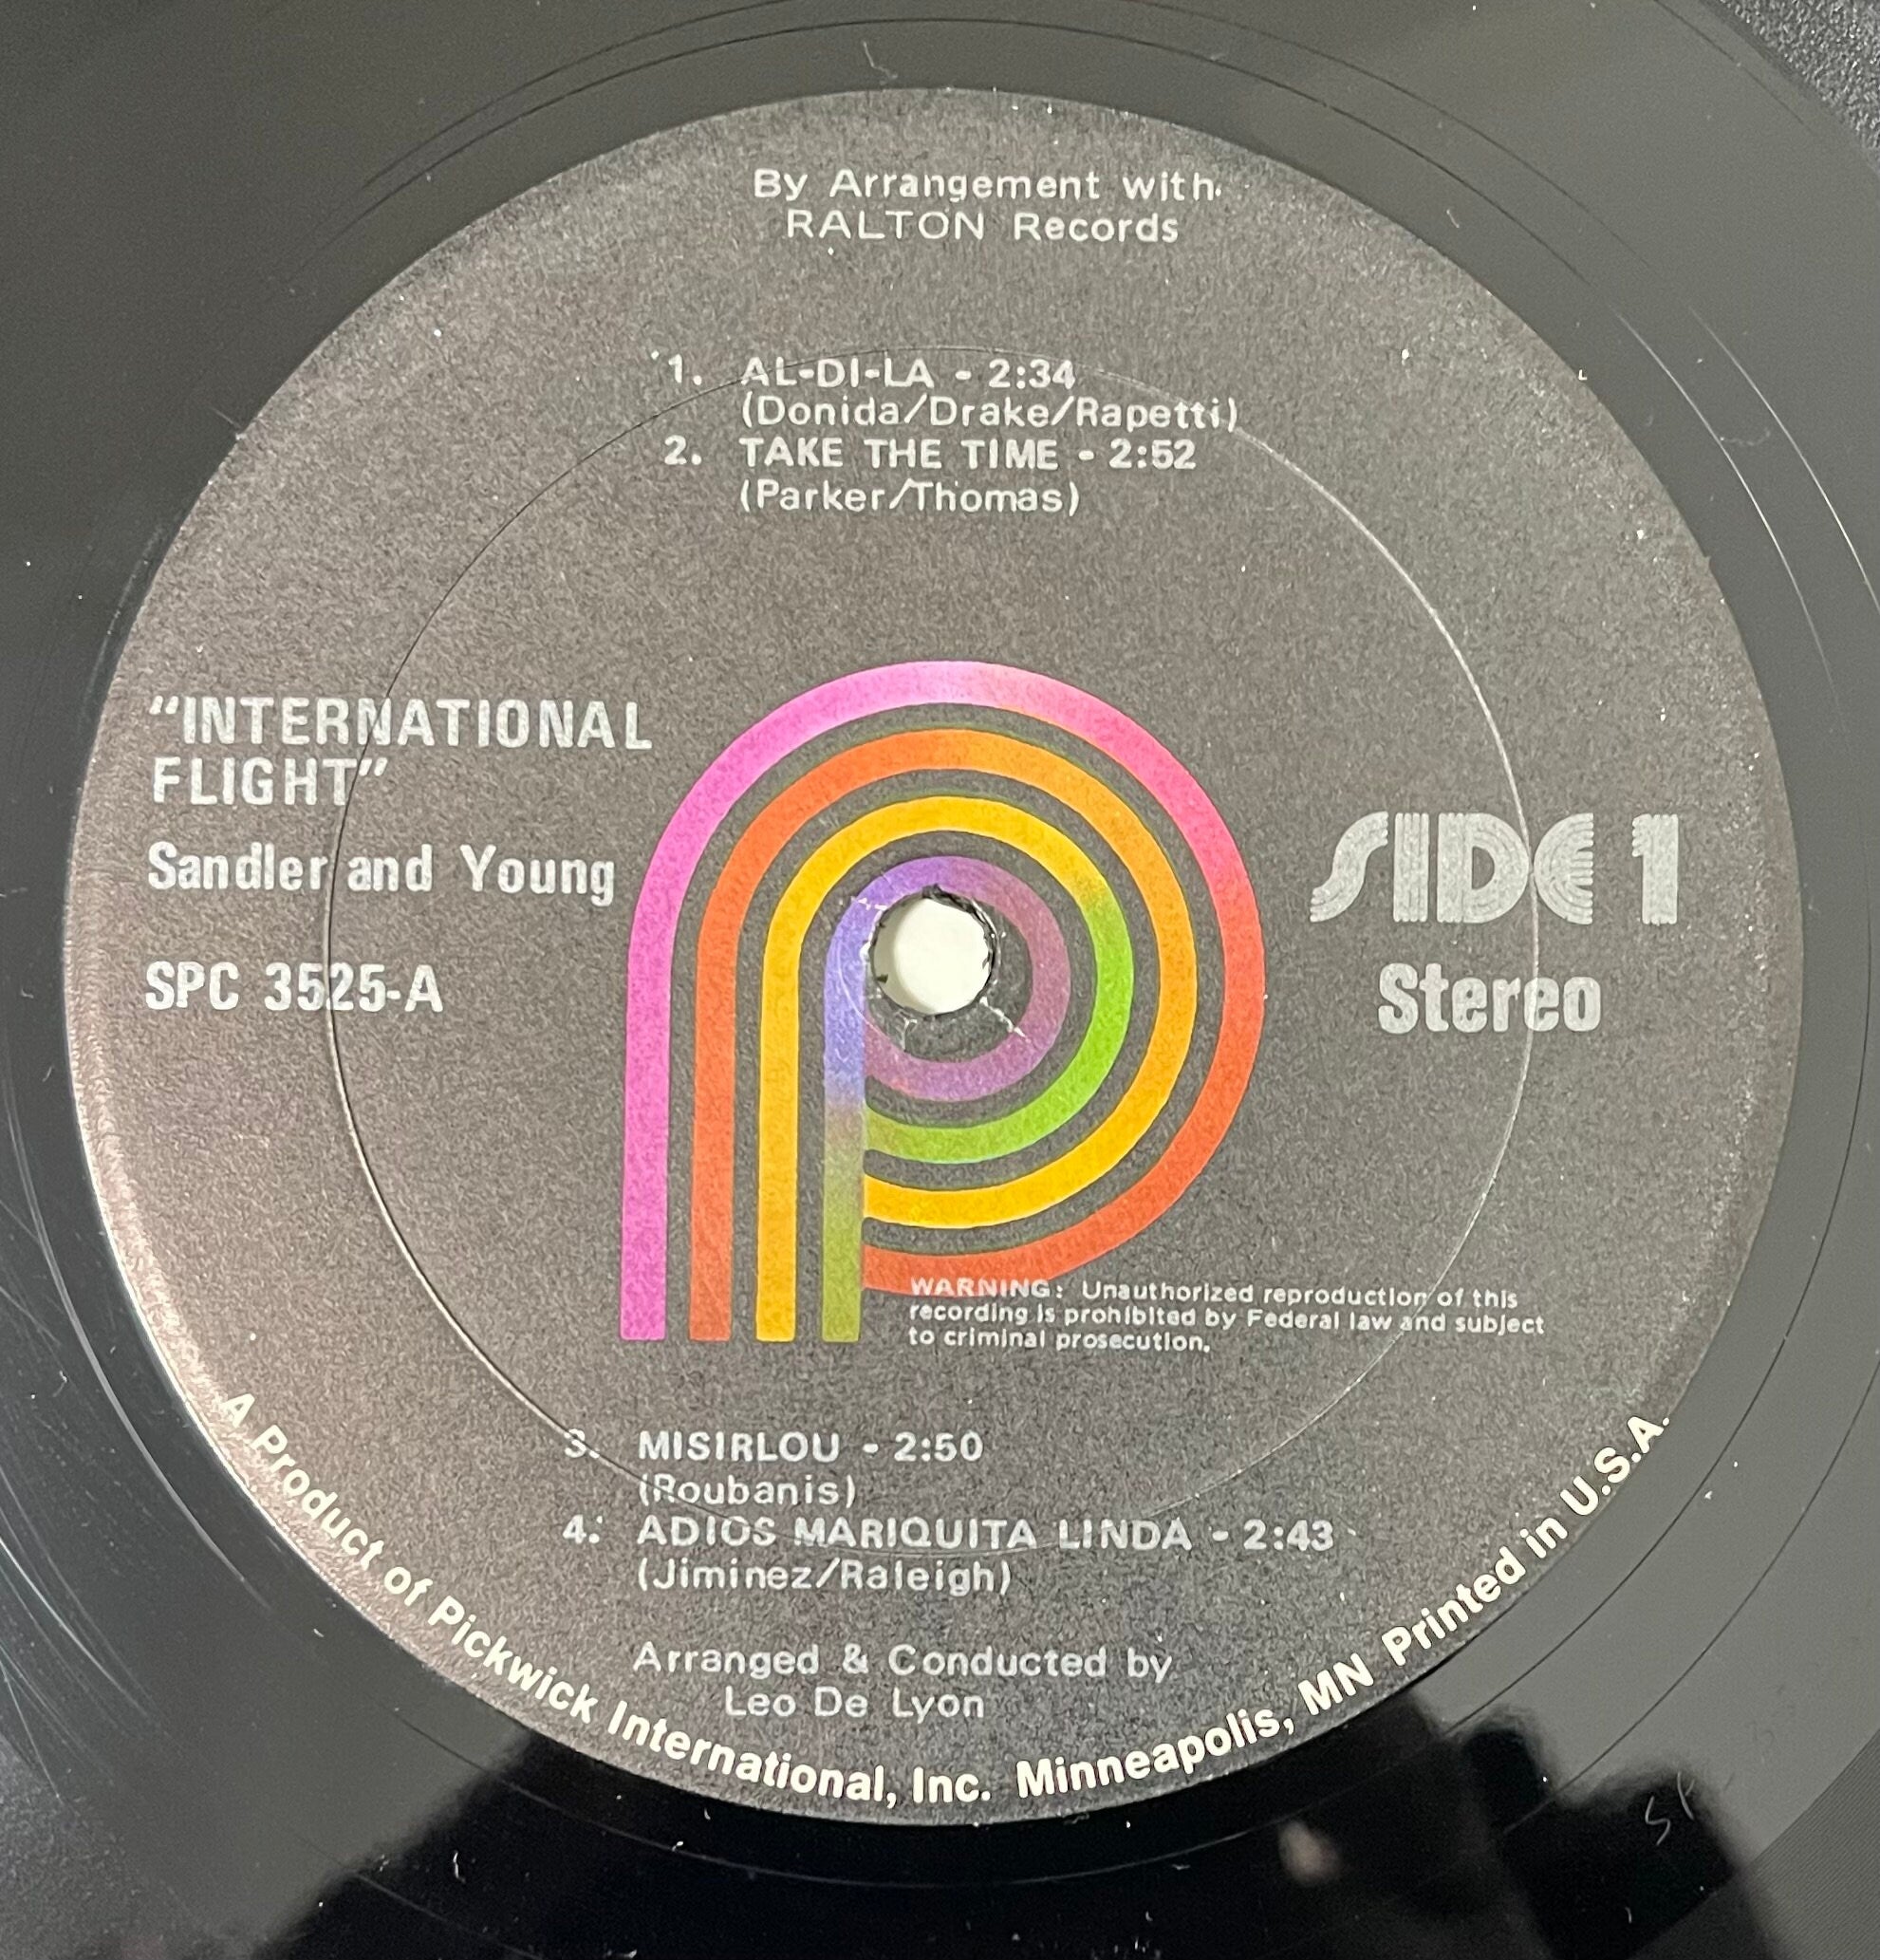 By Arrangement with
RALTON Records
1. AL-DI-LA - 2:34
(Donida/Drake/Rapetti)
2. TAKE THE TIME - 2:52
(Parker/Thomas)
"INTERNATIONAL
FLIGHT"
Sandler and Young
SPC 3525-A
SIDE 1
Stereo
WARNING: Unauthorized reproduction of this
recording is prohibited by Federal law and subject
to criminal prosecution.
3. MISIRLOU - 2:50
(Roubanis)
4. ADIOS MARIQUITA LINDA - 2:43
(Jiminez/Raleigh)
Arranged & Conducted by
Leo De Lyon
A Product of Pickwick International, Inc. Minneapolis, MN Printed in U.S.A.